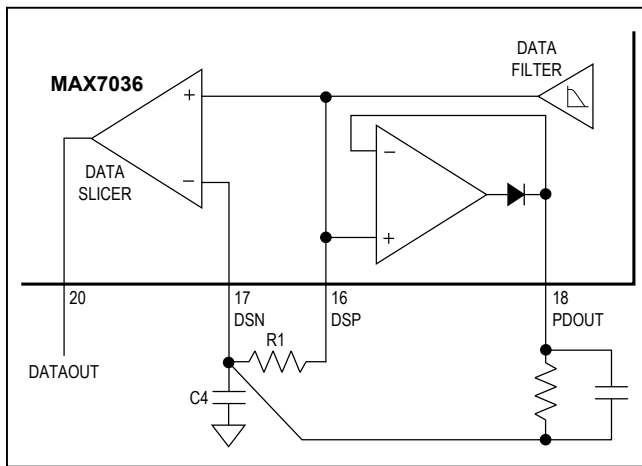 DATA
FILTER
MAX7036
+
−
DATA
SLICER
−
+
20
17
DSN
16
DSP
18
PDOUT
R1
DATAOUT
C4